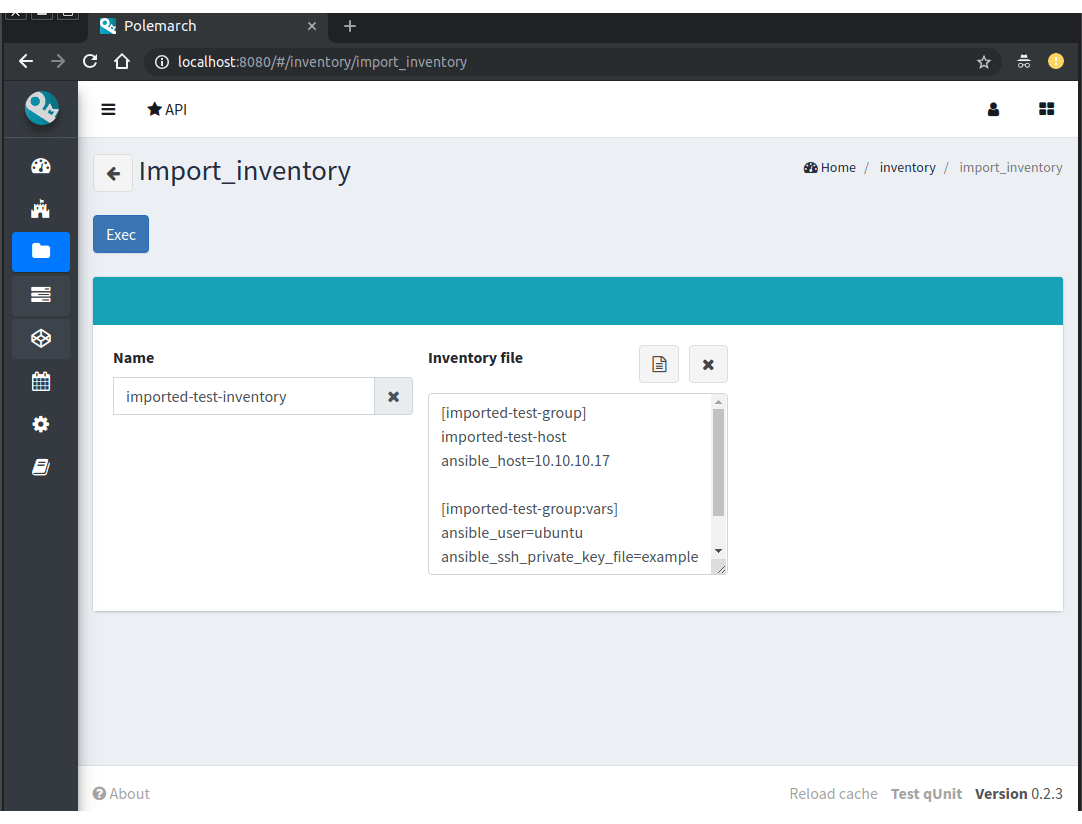 Polemarch
localhost:8080/#/inventory/import_inventory
API
Import_inventory
Home / inventory / import_inventory
Exec
Name
Inventory file
imported-test-inventory
[imported-test-group]
imported-test-host
ansible_host=10.10.10.17
[imported-test-group:vars]
ansible_user=ubuntu
ansible_ssh_private_key_file=example
About
Reload cache Test qUnit Version 0.2.3